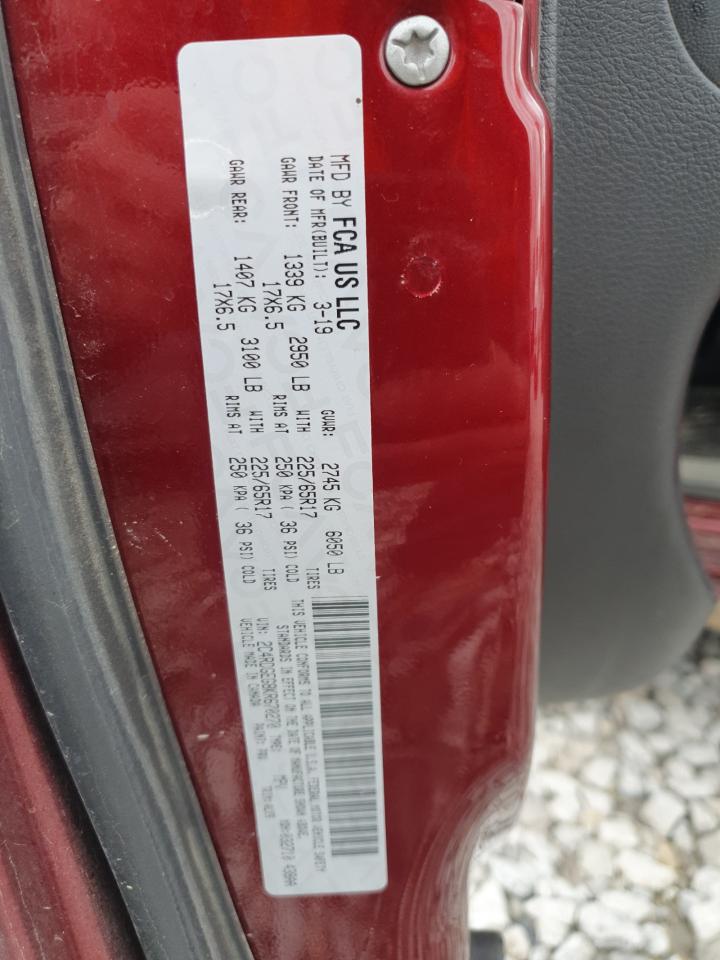 MFD BY FCA US LLC
DATE OF MFR(BUILT): 3-19 GVWR: 2745 KG 6050 LB
GAWR FRONT: 1339 KG 2950 LB WITH 225/65R17 TIRES
17X6.5 RIMS AT 250 KPA ( 36 PSI) COLD
GAWR REAR: 1407 KG 3100 LB WITH 225/65R17 TIRES
17X6.5 RIMS AT 250 KPA ( 36 PSI) COLD
THIS VEHICLE CONFORMS TO ALL APPLICABLE U.S.A. FEDERAL MOTOR VEHICLE SAFETY
STANDARDS IN EFFECT ON THE DATE OF MANUFACTURE SHOWN ABOVE.
VIN: 2C4RDGEG8KR670270 TYPE: MPV
VEHICLE MADE IN CANADA PAINT: TRIM: